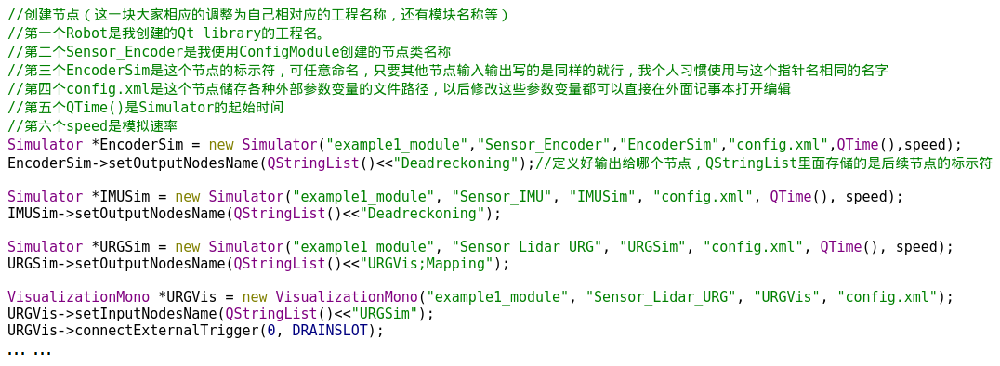 //创建节点（这一块大家相应的调整为自己相对应的工程名称，还有模块名称等）
//第一个Robot是我创建的Qt library的工程名。
//第二个Sensor_Encoder是我使用ConfigModule创建的节点类名称
//第三个EncoderSim是这个节点的标示符，可任意命名，只要其他节点输入输出写的是同样的就行，我个人习惯使用与这个指针名相同的名字
//第四个config.xml是这个节点储存各种外部参数变量的文件路径，以后修改这些参数变量都可以直接在外面记事本打开编辑
//第五个QTime()是Simulator的起始时间
//第六个speed是模拟速率
Simulator *EncoderSim = new Simulator("example1_module","Sensor_Encoder","EncoderSim","config.xml",QTime(),speed);
EncoderSim->setOutputNodesName(QStringList()<<"Deadreckoning");//定义好输出给哪个节点，QStringList里面存储的是后续节点的标示符
Simulator *IMUSim = new Simulator("example1_module", "Sensor_IMU", "IMUSim", "config.xml", QTime(), speed);
IMUSim->setOutputNodesName(QStringList()<<"Deadreckoning");
Simulator *URGSim = new Simulator("example1_module", "Sensor_Lidar_URG", "URGSim", "config.xml", QTime(), speed);
URGSim->setOutputNodesName(QStringList()<<"URGVis;Mapping");
VisualizationMono *URGVis = new VisualizationMono("example1_module", "Sensor_Lidar_URG", "URGVis", "config.xml");
URGVis->setInputNodesName(QStringList()<<"URGSim");
URGVis->connectExternalTrigger(0, DRAINSLOT);
... ...